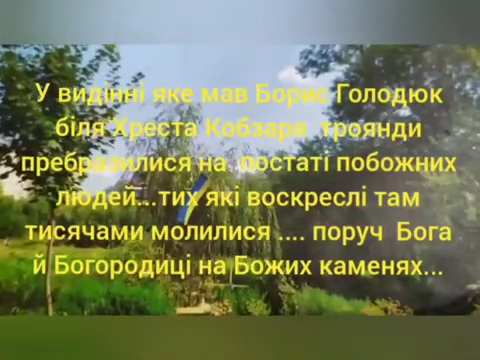 У видінні яке мав Борис Голодюк
біля Хреста Кобзаря троянди
пребразилися на постаті побожних
людей...тих які воскреслі там
тисячами молилися .... поруч Бога
й Богородиці на Божих каменях...